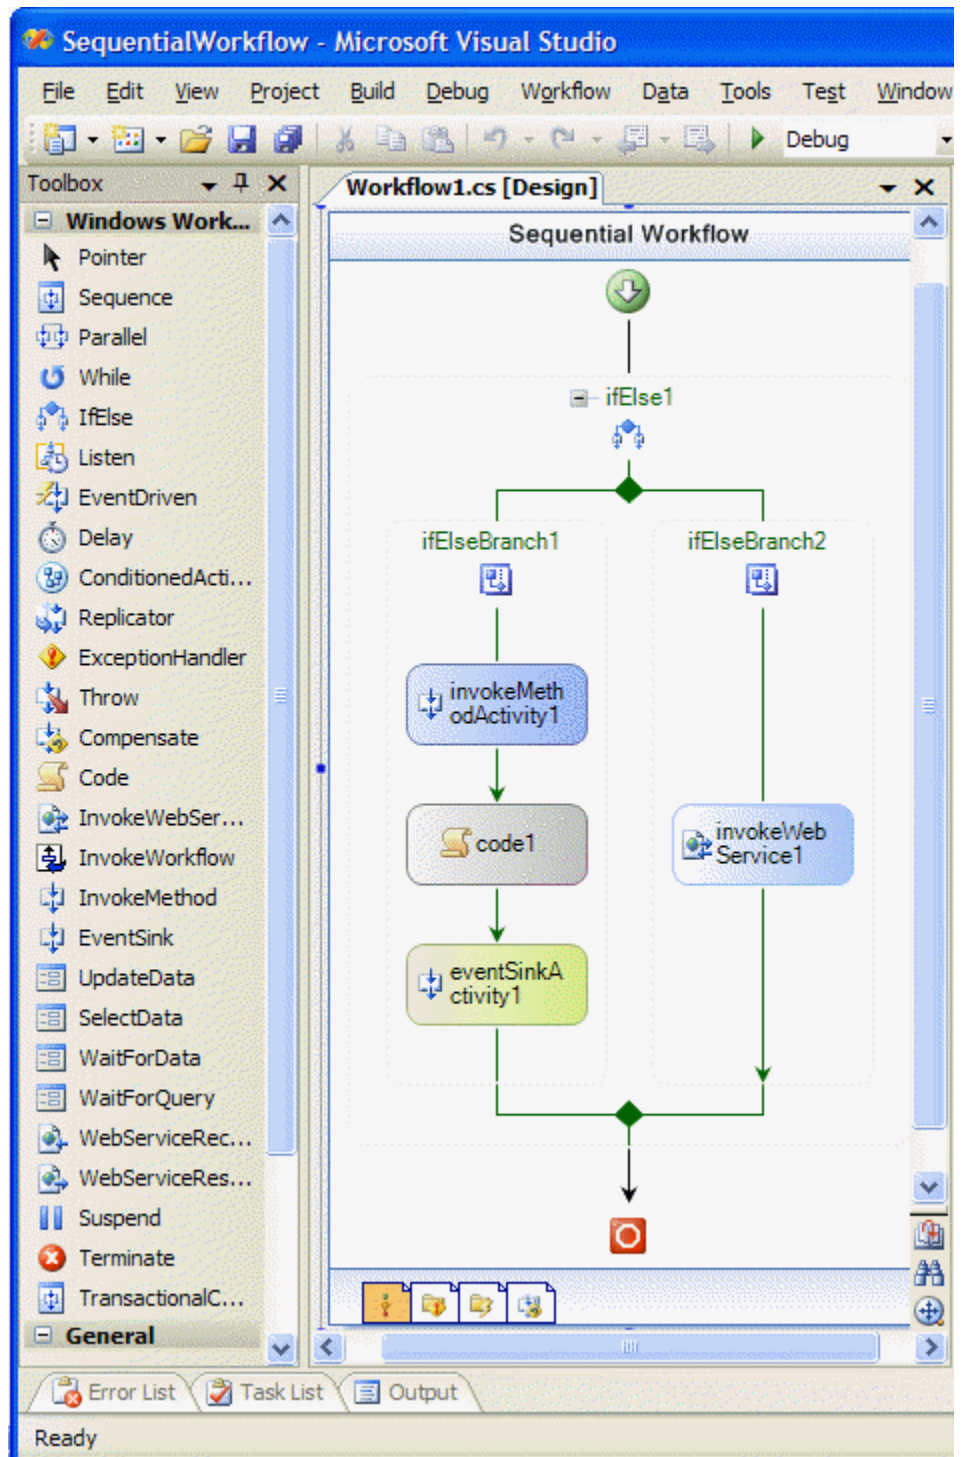 SequentialWorkflow - Microsoft Visual Studio
File Edit View Project Build Debug Workflow Data Tools Test Window
Debug
Toolbox
Windows Work...
Pointer
Sequence
Parallel
While
IfElse
Listen
EventDriven
Delay
ConditionedActi...
Replicator
ExceptionHandler
Throw
Compensate
Code
InvokeWebSer...
InvokeWorkflow
InvokeMethod
EventSink
UpdateData
SelectData
WaitForData
WaitForQuery
WebServiceRec...
WebServiceRes...
Suspend
Terminate
TransactionalC...
General
Workflow1.cs [Design]
Sequential Workflow
ifElse1
ifElseBranch1
ifElseBranch2
invokeMeth
odActivity1
code1
invokeWeb
Service1
eventSinkA
ctivity1
Error List Task List Output
Ready